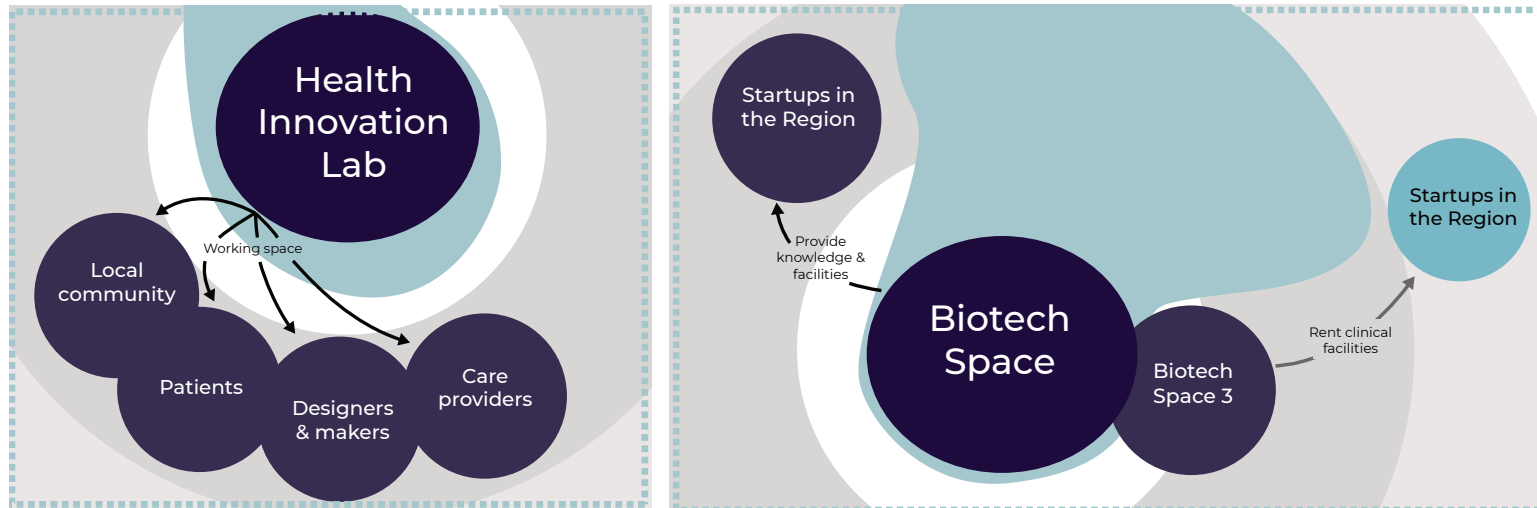 Health
Innovation
Lab
Working space
Local
community
Patients
Designers
& makers
Care
providers
Startups in
the Region
Provide
knowledge &
facilities
Biotech
Space
Biotech
Space 3
Rent clinical
facilities
Startups in
the Region